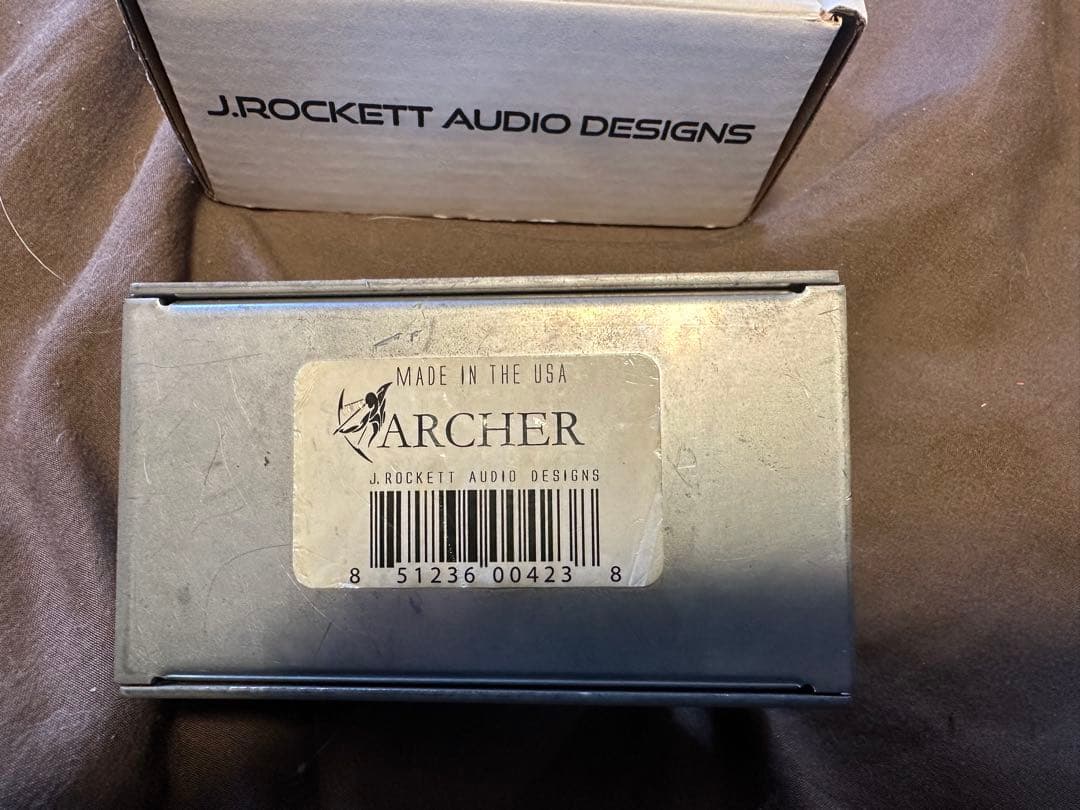 J.ROCKETT AUDIO DESIGNS
MADE IN THE USA
ARCHER
J.ROCKETT AUDIO DESIGNS
8 51236 00423 8